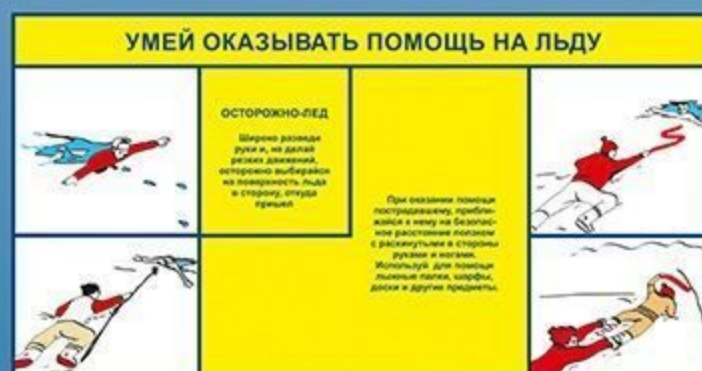 УМЕЙ ОКАЗЫВАТЬ ПОМОЩЬ НА ЛЬДУ
ОСТОРОЖНО-ЛЕД
Широко разведи
руки и, не делай
резких движений,
осторожно выбирайся
на поверхность льда
в сторону, откуда
пришел
При оказании помощи
пострадавшему, прибли-
жайся к нему на безопас-
ное расстояние ползком
с раскинутыми в стороны
руками и ногами.
Используй для помощи
лыжные палки, шарфы,
доски и другие предметы.